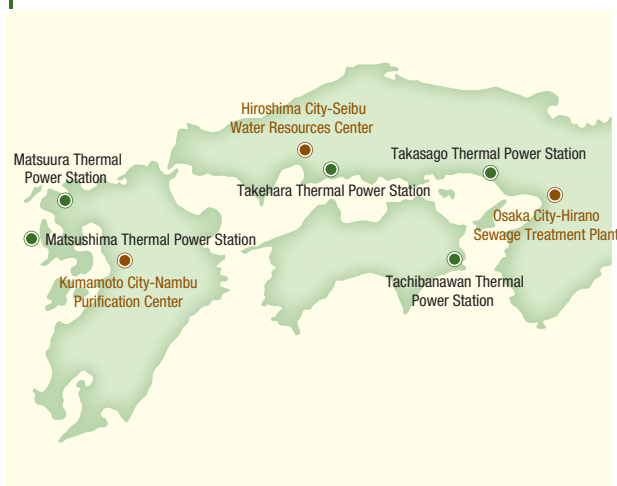 Hiroshima City-Seibu
Water Resources Center
Matsuura Thermal
Power Station
Takasago Thermal Power Station
Takehara Thermal Power Station
Osaka City-Hirano
Sewage Treatment Plant
Matsushima Thermal Power Station
Kumamoto City-Nambu
Purification Center
Tachibanawan Thermal
Power Station